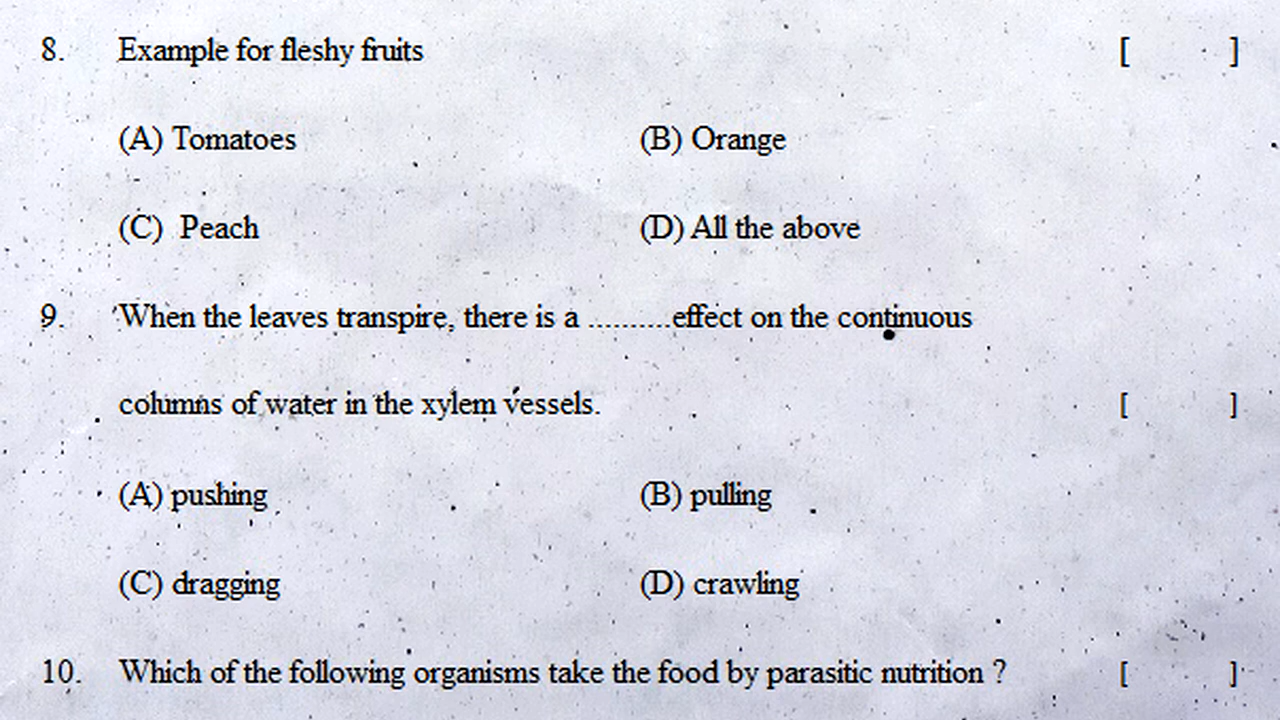 8. Example for fleshy fruits [ ]
(A) Tomatoes (B) Orange
(C) Peach (D) All the above
9. When the leaves transpire, there is a ..........effect on the continuous
columns of water in the xylem vessels. [ ]
(A) pushing (B) pulling
(C) dragging (D) crawling
10. Which of the following organisms take the food by parasitic nutrition ? [ ]